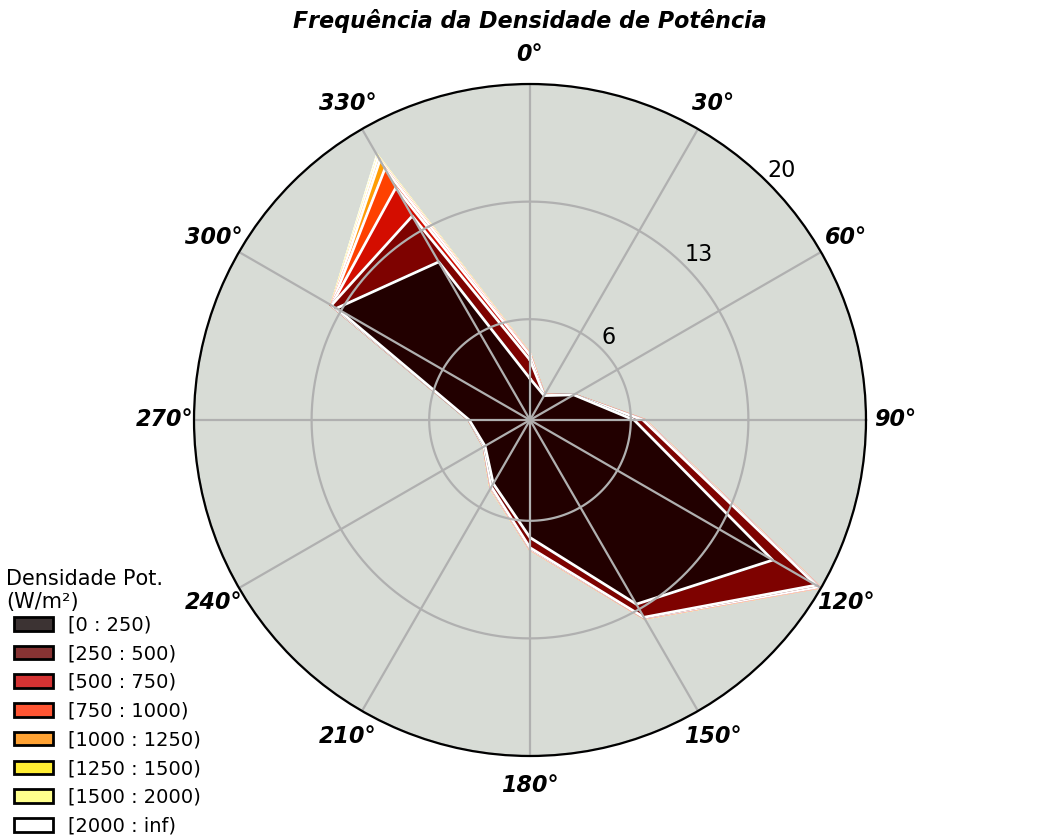 Frequência da Densidade de Potência
0°
330°
30°
20
300°
60°
13
6
270°
90°
240°
120°
210°
150°
180°
Densidade Pot.
(W/m²)
[0 : 250)
[250 : 500)
[500 : 750)
[750 : 1000)
[1000 : 1250)
[1250 : 1500)
[1500 : 2000)
[2000 : inf)